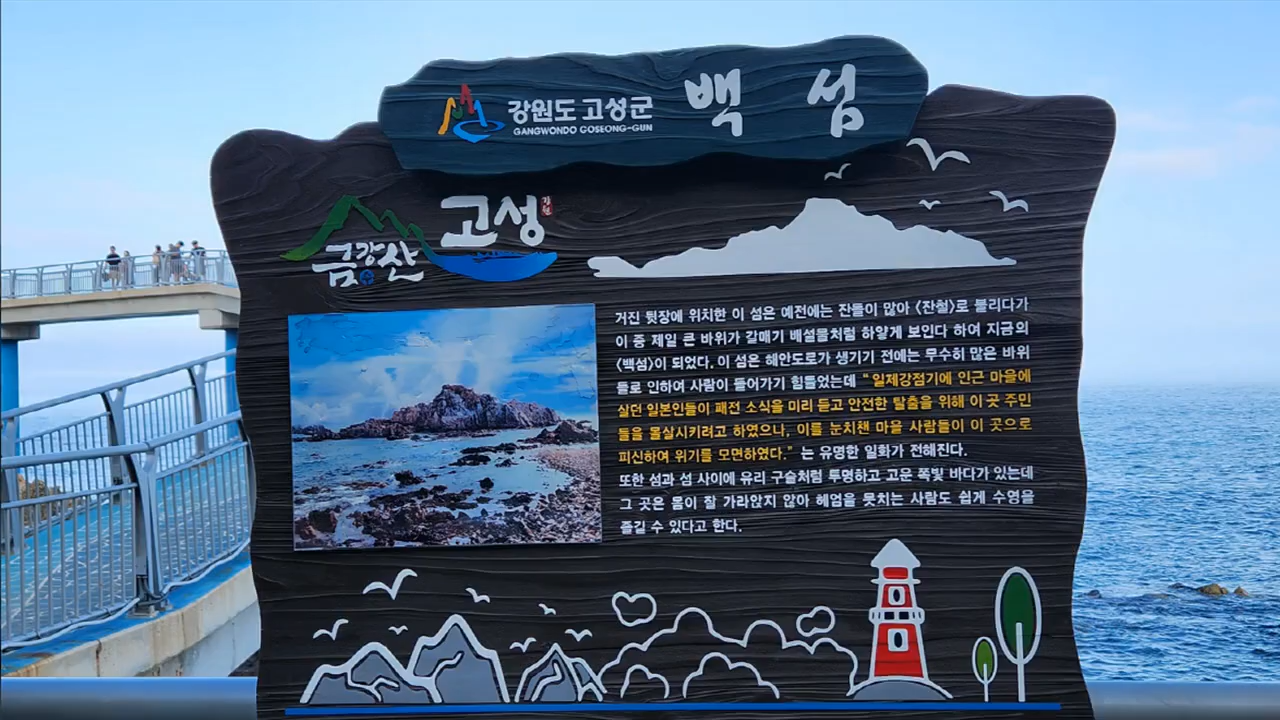 강원도 고성군
GANGWONDO GOSEONG-GUN
백섬
금강산
고성
거진 뒷장에 위치한 이 섬은 예전에는 잔돌이 많아 〈잔철〉로 불리다가
이 중 제일 큰 바위가 갈매기 배설물처럼 하얗게 보인다 하여 지금의
〈백섬〉이 되었다. 이 섬은 해안도로가 생기기 전에는 무수히 많은 바위
들로 인하여 사람이 들어가기 힘들었는데 "일제강점기에 인근 마을에
살던 일본인들이 패전 소식을 미리 듣고 안전한 탈출을 위해 이 곳 주민
들을 몰살시키려고 하였으나, 이를 눈치챈 마을 사람들이 이 곳으로
피신하여 위기를 모면하였다." 는 유명한 일화가 전해진다.
또한 섬과 섬 사이에 유리 구슬처럼 투명하고 고운 쪽빛 바다가 있는데
그 곳은 몸이 잘 가라앉지 않아 헤엄을 못치는 사람도 쉽게 수영을
즐길 수 있다고 한다.